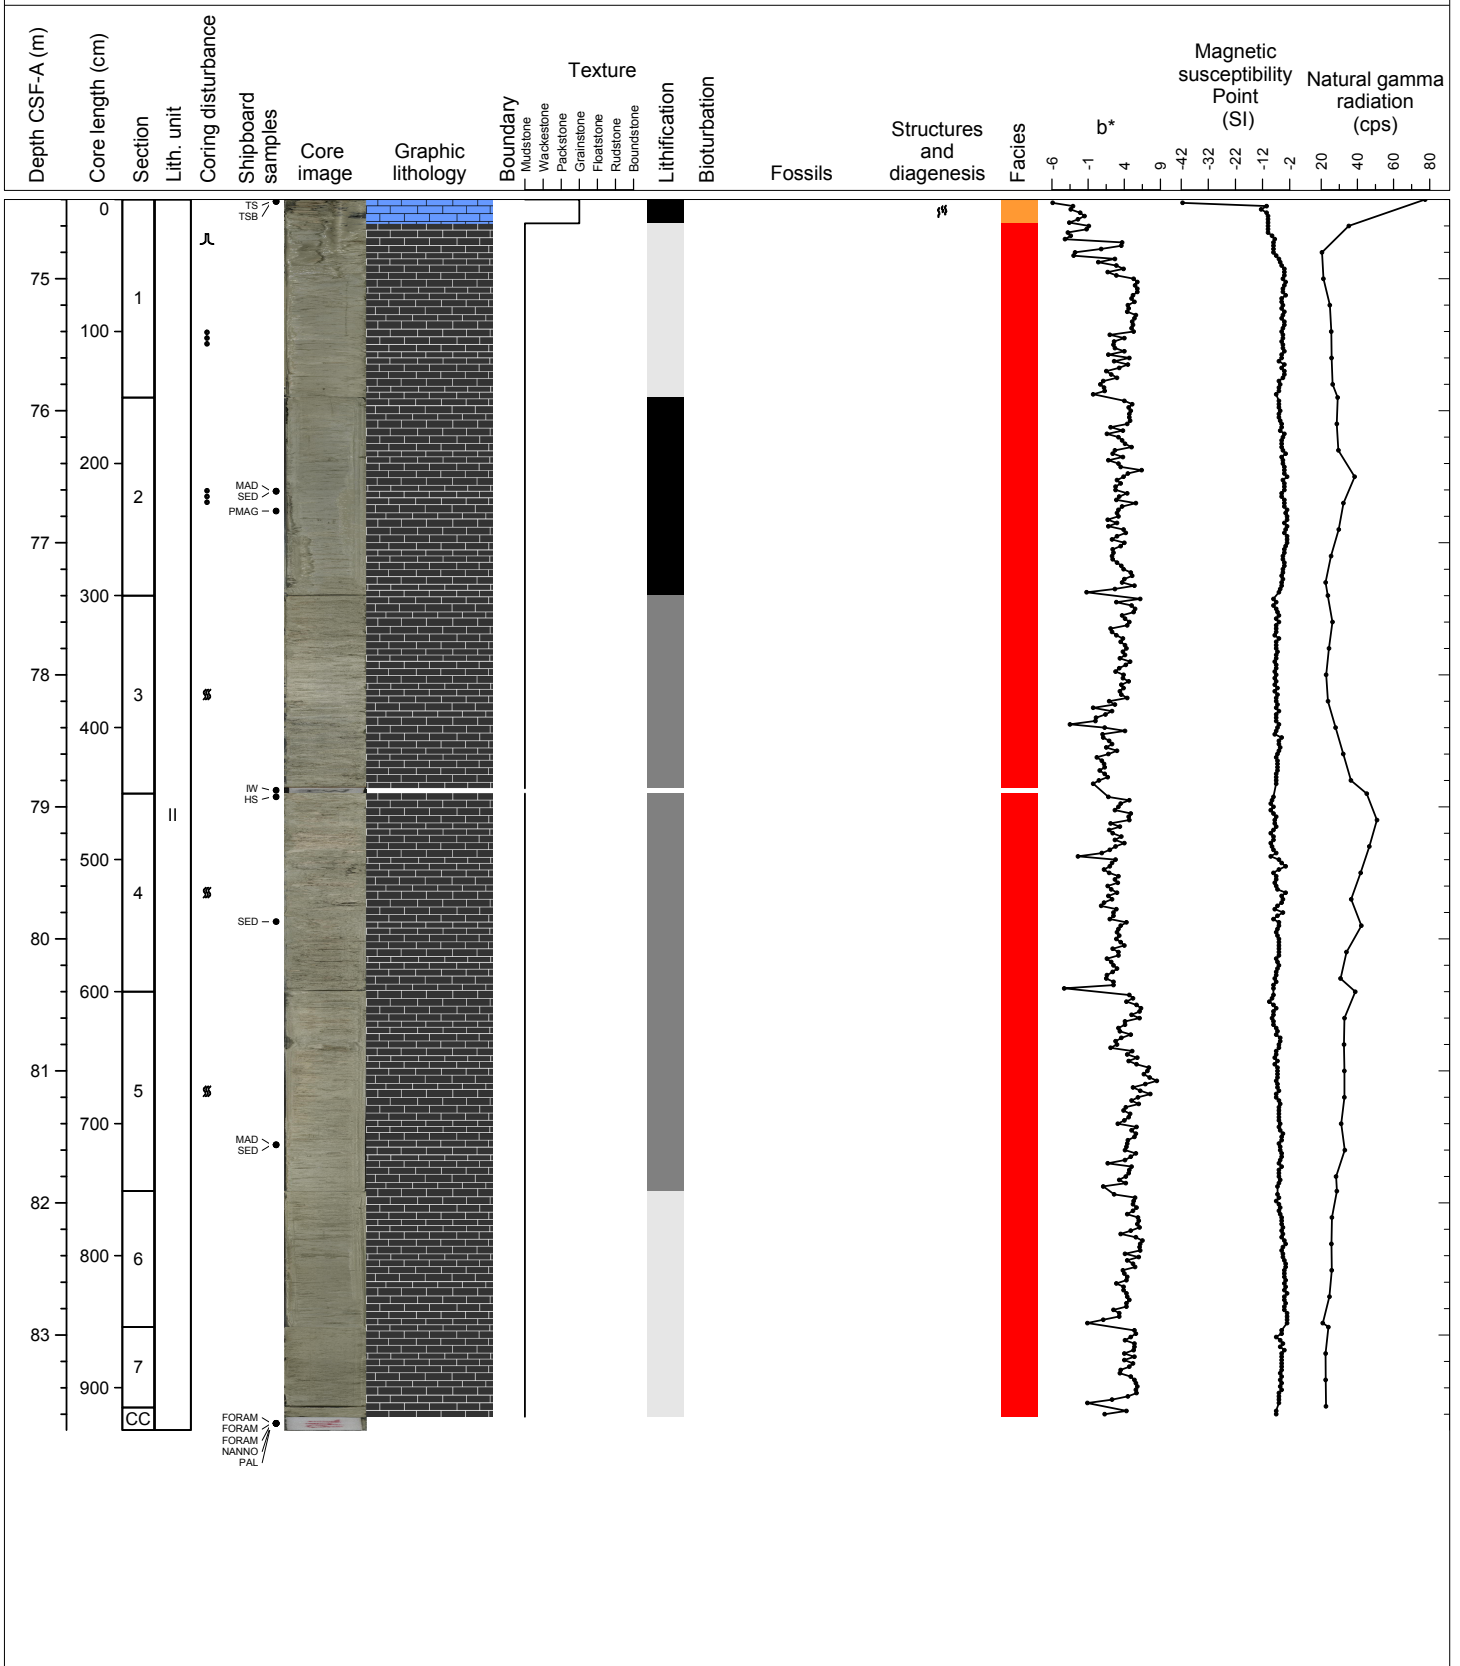 Depth CSF-A (m)
Core length (cm)
Section
Lith. unit
Coring disturbance
Shipboard
samples
Core
image
Graphic
lithology
Boundary
Texture
Mudstone
Wackestone
Packstone
Grainstone
Floatstone
Rudstone
Boundstone
Lithification
Bioturbation
Fossils
Structures
and
diagenesis
Facies
b*
-6 -1 4 9
Magnetic
susceptibility
Point
(SI)
-42 -32 -22 -12 -2
Natural gamma
radiation
(cps)
20 40 60 80
0
TS
TSB
75
1
100
76
200
2
MAD
SED
PMAG
77
300
78
3
400
IW
HS
79
II
500
4
SED
80
600
81
5
700
MAD
SED
82
800
6
83
7
900
CC
FORAM
FORAM
FORAM
NANNO
PAL